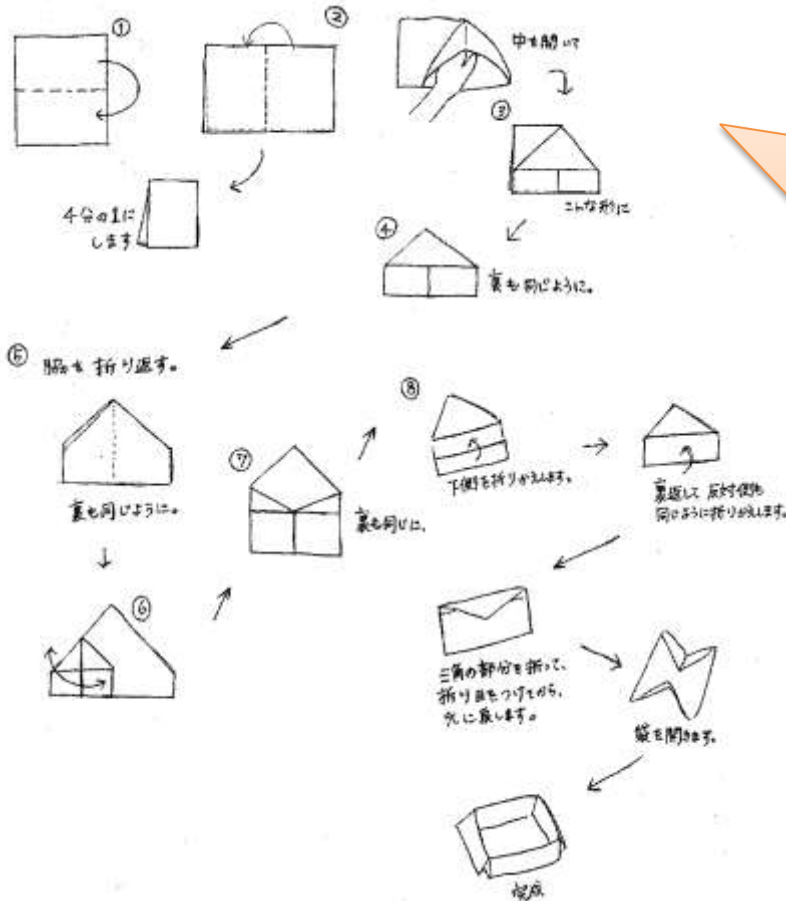 ①
②
中を開いて
③
こんな形に
4分の1に
します
④
裏も同じように。
⑤ 脇を折り返す。
裏も同じように。
⑥
⑦
裏も同じに、
⑧
下側を折りかえします。
裏返して 反対側も
同じように折りかえします。
三角の部分を折って、
折り目をつけてから、
元に戻します。
箱を開きます。
完成